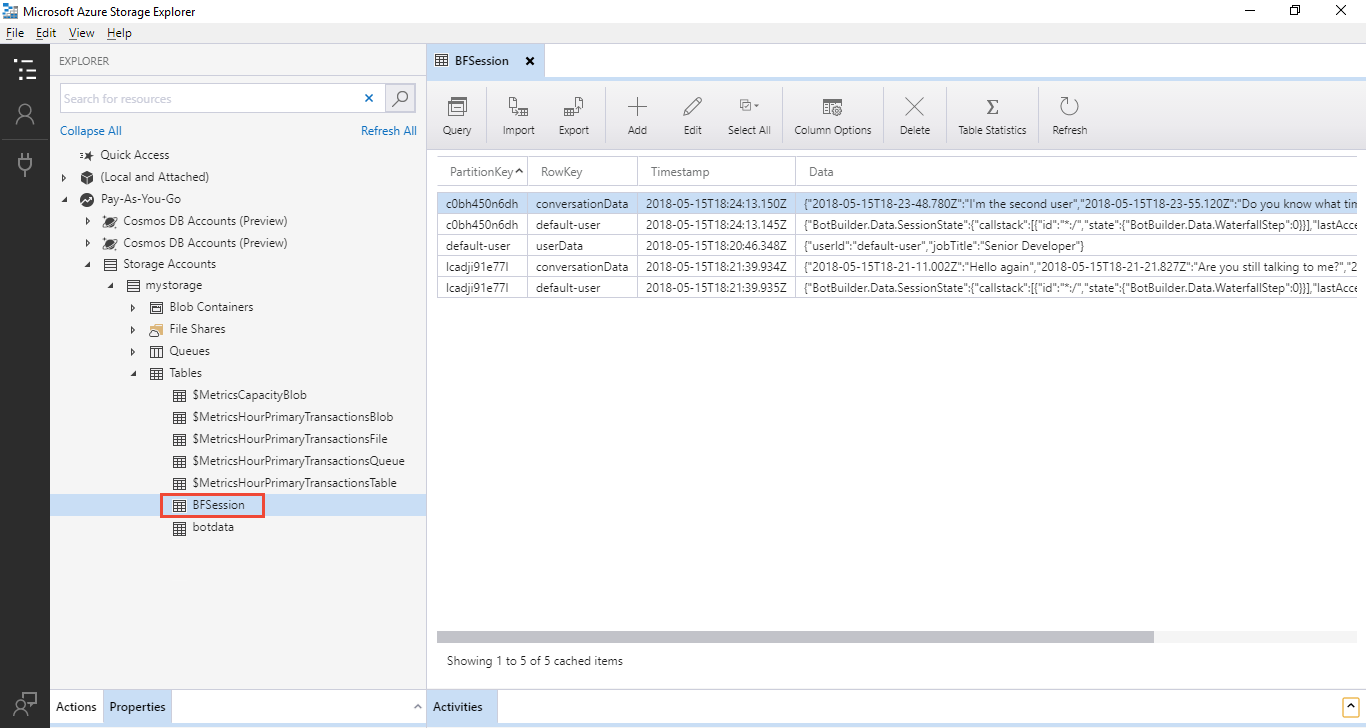 Microsoft Azure Storage Explorer
File Edit View Help
EXPLORER
Search for resources
Collapse All Refresh All
Quick Access
(Local and Attached)
Pay-As-You-Go
Cosmos DB Accounts (Preview)
Cosmos DB Accounts (Preview)
Storage Accounts
mystorage
Blob Containers
File Shares
Queues
Tables
$MetricsCapacityBlob
$MetricsHourPrimaryTransactionsBlob
$MetricsHourPrimaryTransactionsFile
$MetricsHourPrimaryTransactionsQueue
$MetricsHourPrimaryTransactionsTable
BFSession
botdata
Actions Properties
BFSession
Query Import Export Add Edit Select All Column Options Delete Table Statistics Refresh
PartitionKey RowKey Timestamp Data
c0bh450n6dh conversationData 2018-05-15T18:24:13.150Z {"2018-05-15T18-23-48.780Z":"I'm the second user","2018-05-15T18-23-55.120Z":"Do you know what tim
c0bh450n6dh default-user 2018-05-15T18:24:13.145Z {"BotBuilder.Data.SessionState":{"callstack":[{"id":"*:/","state":{"BotBuilder.Data.WaterfallStep":0}}],"lastAcce
default-user userData 2018-05-15T18:20:46.348Z {"userId":"default-user","jobTitle":"Senior Developer"}
lcadji91e77l conversationData 2018-05-15T18:21:39.934Z {"2018-05-15T18-21-11.002Z":"Hello again","2018-05-15T18-21-21.827Z":"Are you still talking to me?","2
lcadji91e77l default-user 2018-05-15T18:21:39.935Z {"BotBuilder.Data.SessionState":{"callstack":[{"id":"*:/","state":{"BotBuilder.Data.WaterfallStep":0}}],"lastAcce
Showing 1 to 5 of 5 cached items
Activities